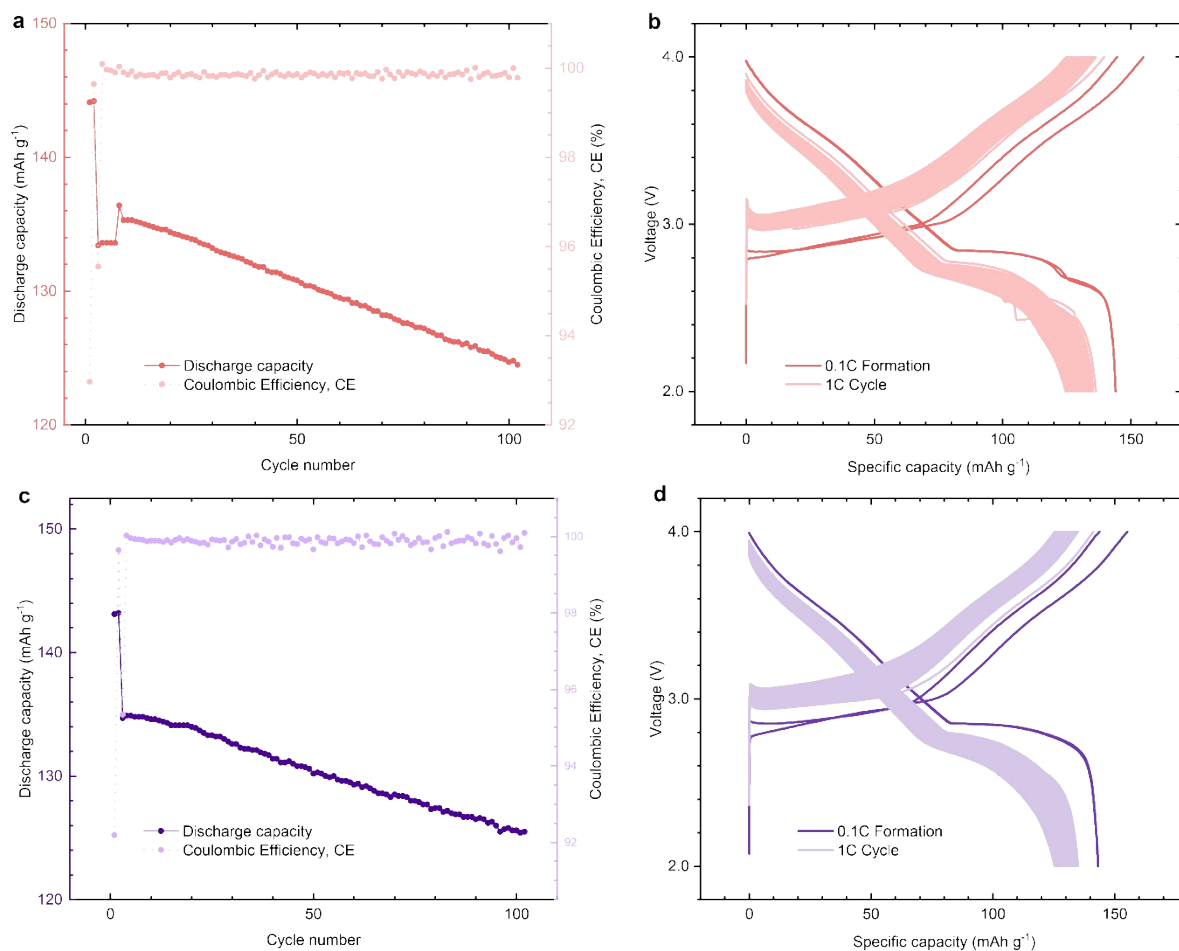 a
150
140
130
120
Discharge capacity (mAh g⁻¹)
100
98
96
94
92
Coulombic Efficiency, CE (%)
Discharge capacity
Coulombic Efficiency, CE
0
50
100
Cycle number
b
4.0
3.0
2.0
Voltage (V)
0.1C Formation
1C Cycle
0
50
100
150
Specific capacity (mAh g⁻¹)
c
150
140
130
120
Discharge capacity (mAh g⁻¹)
100
98
96
94
92
Coulombic Efficiency, CE (%)
Discharge capacity
Coulombic Efficiency, CE
0
50
100
Cycle number
d
4.0
3.0
2.0
Voltage (V)
0.1C Formation
1C Cycle
0
50
100
150
Specific capacity (mAh g⁻¹)